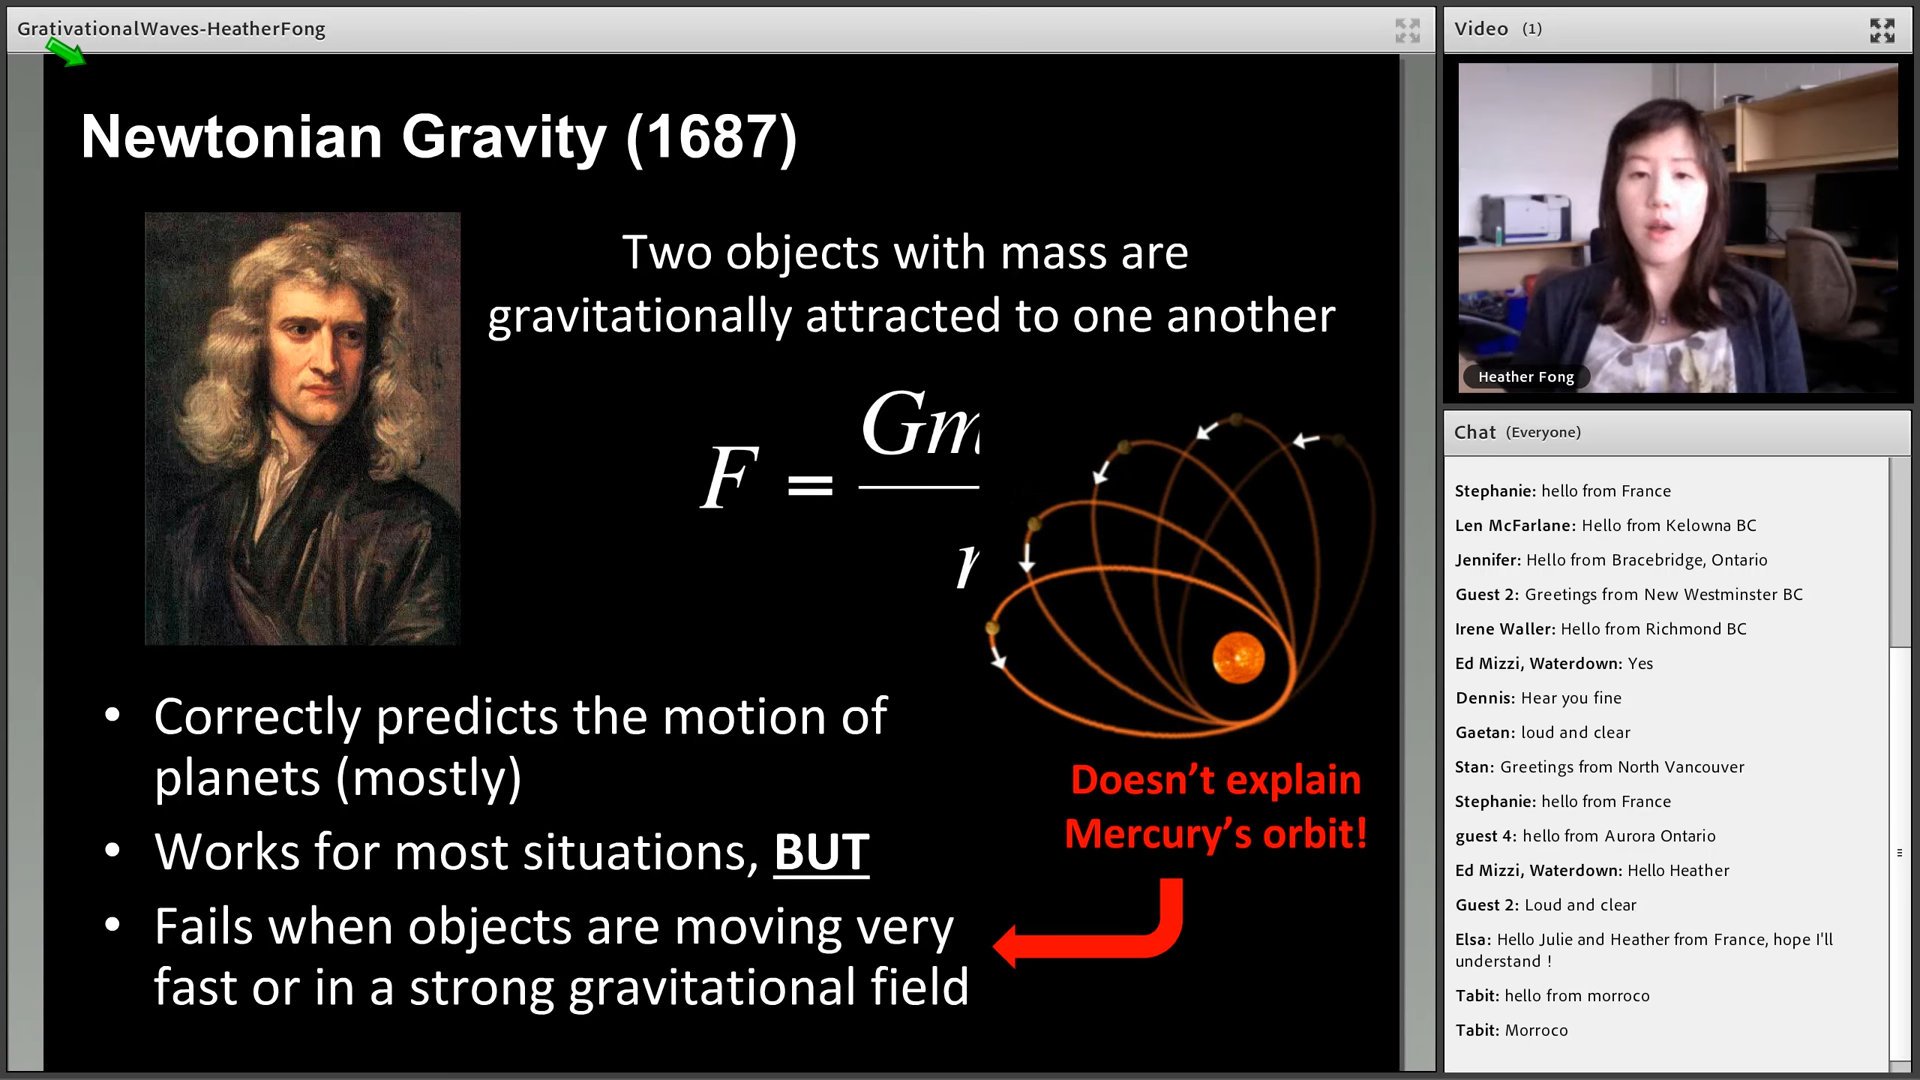 GrativationalWaves-HeatherFong
Newtonian Gravity (1687)
Two objects with mass are
gravitationally attracted to one another
F = Gm
r
• Correctly predicts the motion of
planets (mostly)
• Works for most situations, BUT
• Fails when objects are moving very
fast or in a strong gravitational field
Doesn’t explain
Mercury’s orbit!
Video (1)
Heather Fong
Chat (Everyone)
Stephanie: hello from France
Len McFarlane: Hello from Kelowna BC
Jennifer: Hello from Bracebridge, Ontario
Guest 2: Greetings from New Westminster BC
Irene Waller: Hello from Richmond BC
Ed Mizzi, Waterdown: Yes
Dennis: Hear you fine
Gaetan: loud and clear
Stan: Greetings from North Vancouver
Stephanie: hello from France
guest 4: hello from Aurora Ontario
Ed Mizzi, Waterdown: Hello Heather
Guest 2: Loud and clear
Elsa: Hello Julie and Heather from France, hope I'll
understand !
Tabit: hello from morroco
Tabit: Morroco